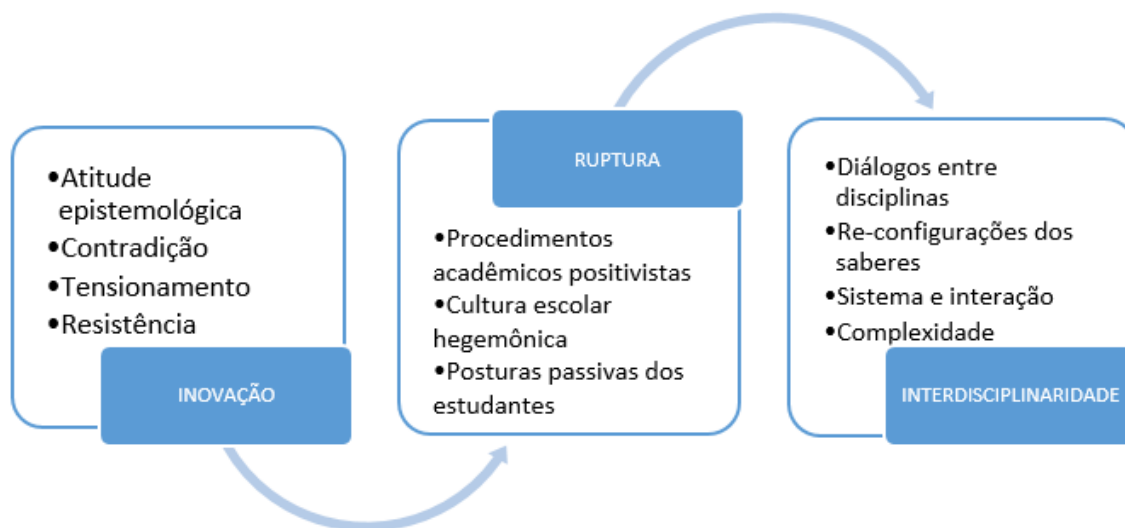 •Atitude
epistemológica
•Contradição
•Tensionamento
•Resistência
INOVAÇÃO
RUPTURA
•Procedimentos
acadêmicos positivistas
•Cultura escolar
hegemônica
•Posturas passivas dos
estudantes
•Diálogos entre
disciplinas
•Re-configurações dos
saberes
•Sistema e interação
•Complexidade
INTERDISCIPLINARIDADE